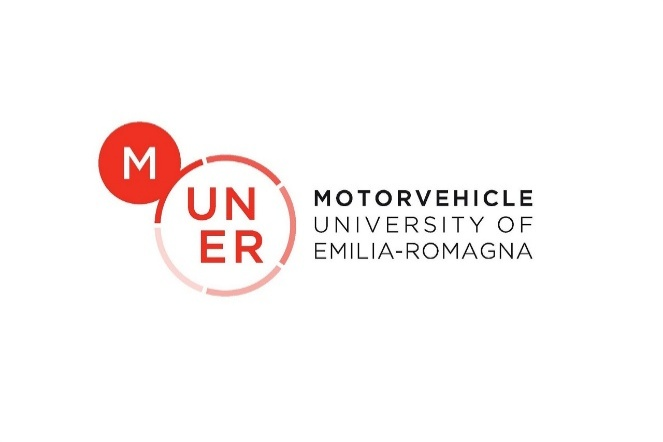 M
UN
ER
MOTORVEHICLE
UNIVERSITY OF
EMILIA-ROMAGNA